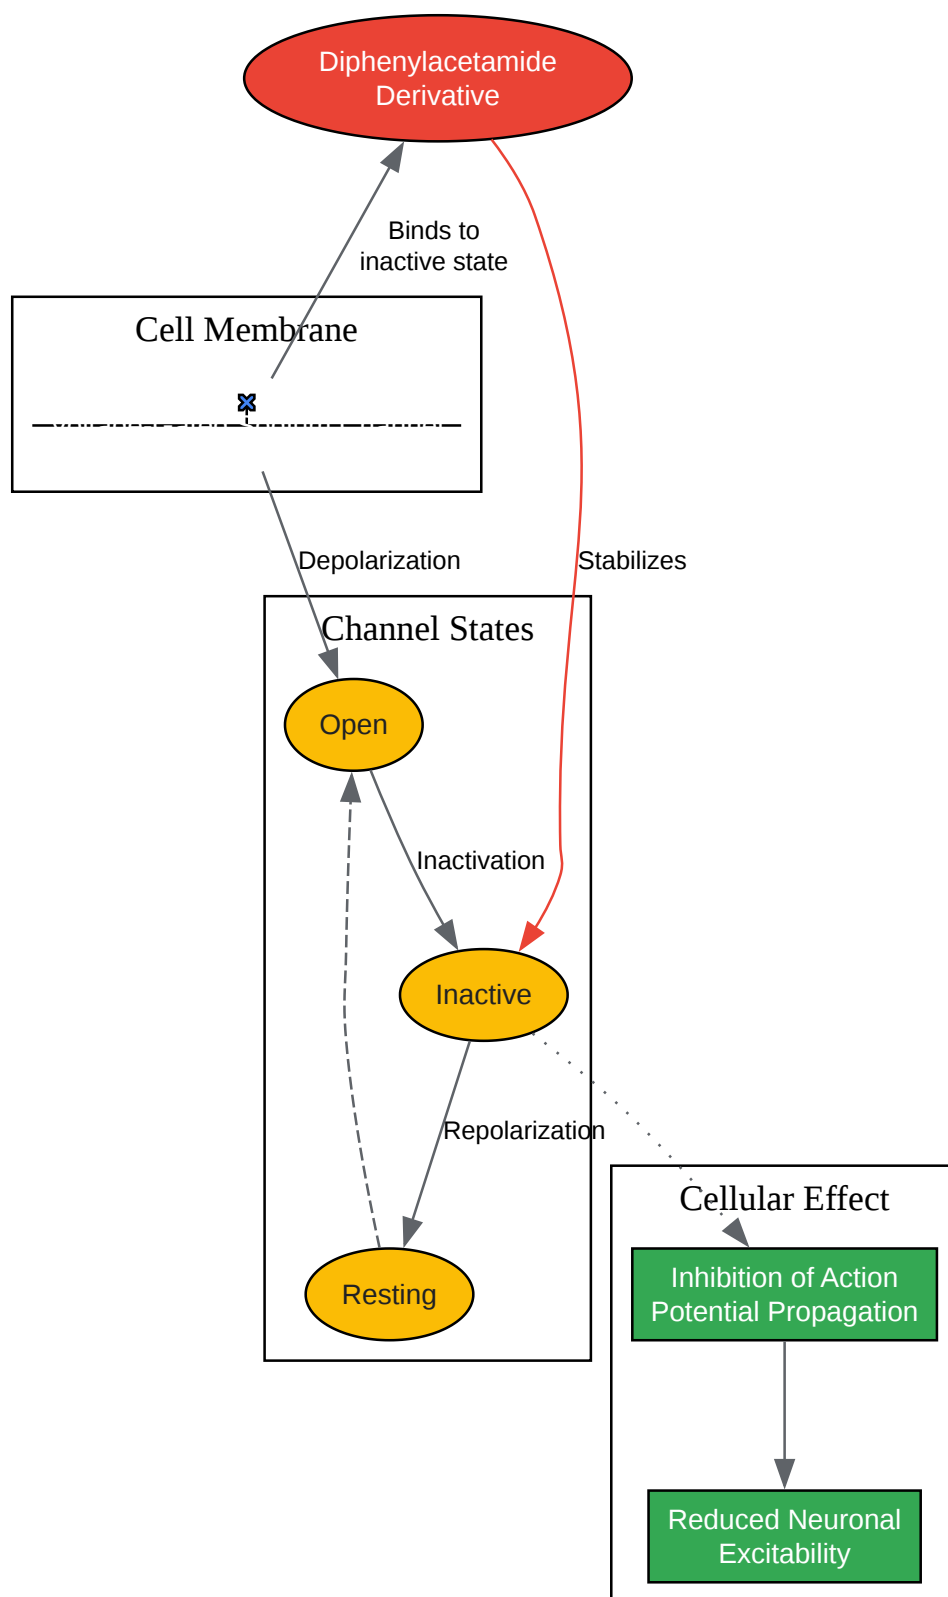 Diphenylacetamide
Derivative
Binds to
inactive state
Cell Membrane
Depolarization
Stabilizes
Channel States
Open
Inactivation
Inactive
Repolarization
Cellular Effect
Resting
Inhibition of Action
Potential Propagation
Reduced Neuronal
Excitability